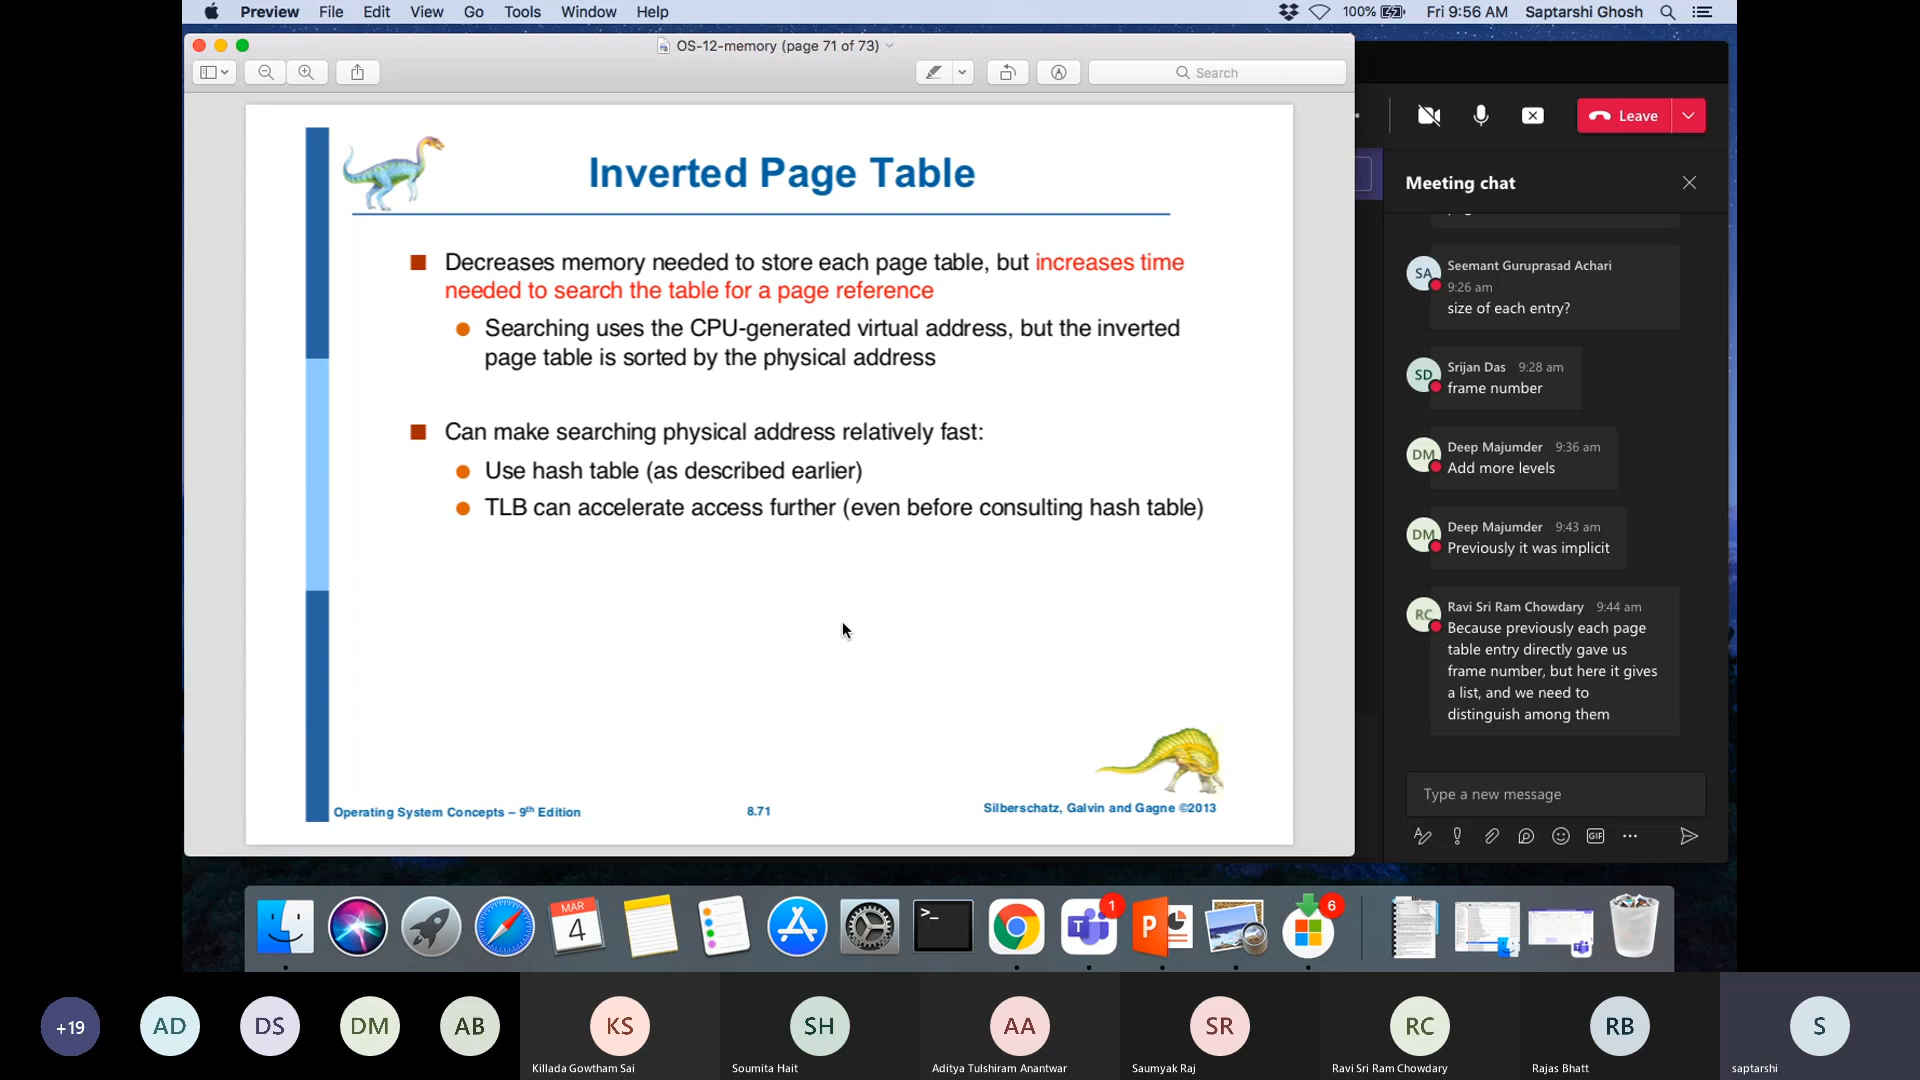 Preview File Edit View Go Tools Window Help
100% Fri 9:56 AM Saptarshi Ghosh
OS-12-memory (page 71 of 73)
Search
Inverted Page Table
Decreases memory needed to store each page table, but increases time
needed to search the table for a page reference
Searching uses the CPU-generated virtual address, but the inverted
page table is sorted by the physical address
Can make searching physical address relatively fast:
Use hash table (as described earlier)
TLB can accelerate access further (even before consulting hash table)
Operating System Concepts – 9th Edition
8.71
Silberschatz, Galvin and Gagne ©2013
Leave
Meeting chat
SA
Seemant Guruprasad Achari
9:26 am
size of each entry?
SD
Srijan Das 9:28 am
frame number
DM
Deep Majumder 9:36 am
Add more levels
DM
Deep Majumder 9:43 am
Previously it was implicit
RC
Ravi Sri Ram Chowdary 9:44 am
Because previously each page
table entry directly gave us
frame number, but here it gives
a list, and we need to
distinguish among them
Type a new message
GIF
MAR
4
>_
1
P
6
+19
AD
DS
DM
AB
KS
Killada Gowtham Sai
SH
Soumita Hait
AA
Aditya Tulshiram Anantwar
SR
Saumyak Raj
RC
Ravi Sri Ram Chowdary
RB
Rajas Bhatt
S
saptarshi